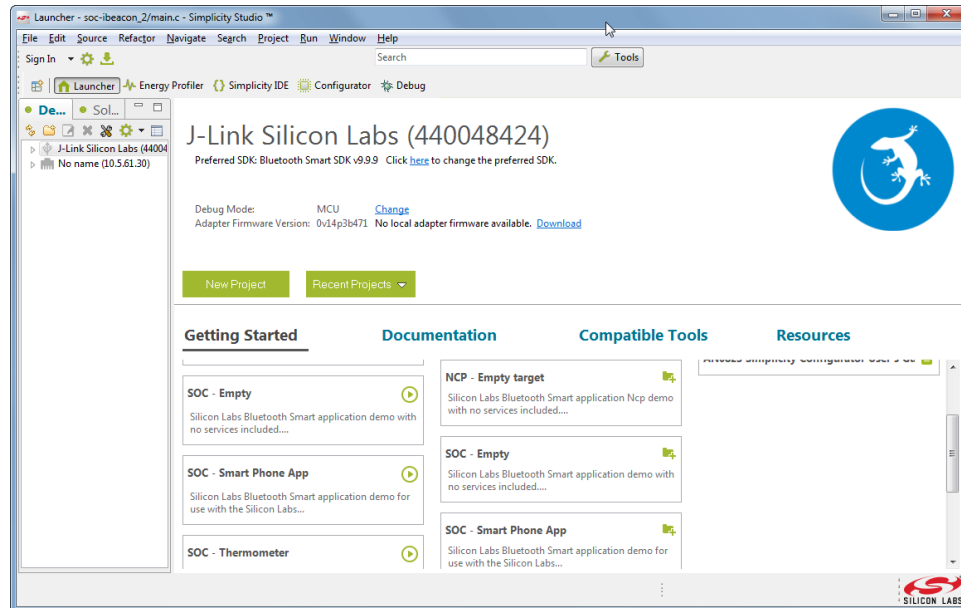 Launcher - soc-ibeacon_2/main.c - Simplicity Studio ™
File Edit Source Refactor Navigate Search Project Run Window Help
Sign In Search Tools
Launcher Energy Profiler Simplicity IDE Configurator Debug
De... Sol...
J-Link Silicon Labs (44004
No name (10.5.61.30)
J-Link Silicon Labs (440048424)
Preferred SDK: Bluetooth Smart SDK v9.9.9 Click here to change the preferred SDK.
Debug Mode: MCU Change
Adapter Firmware Version: 0v14p3b471 No local adapter firmware available. Download
New Project Recent Projects
Getting Started Documentation Compatible Tools Resources
SOC - Empty
Silicon Labs Bluetooth Smart application demo with
no services included....
SOC - Smart Phone App
Silicon Labs Bluetooth Smart application demo for
use with the Silicon Labs...
SOC - Thermometer
NCP - Empty target
Silicon Labs Bluetooth Smart application Ncp demo
with no services included....
SOC - Empty
Silicon Labs Bluetooth Smart application demo with
no services included....
SOC - Smart Phone App
Silicon Labs Bluetooth Smart application demo for
use with the Silicon Labs...
Simplicity Configurator User's
SILICON LABS